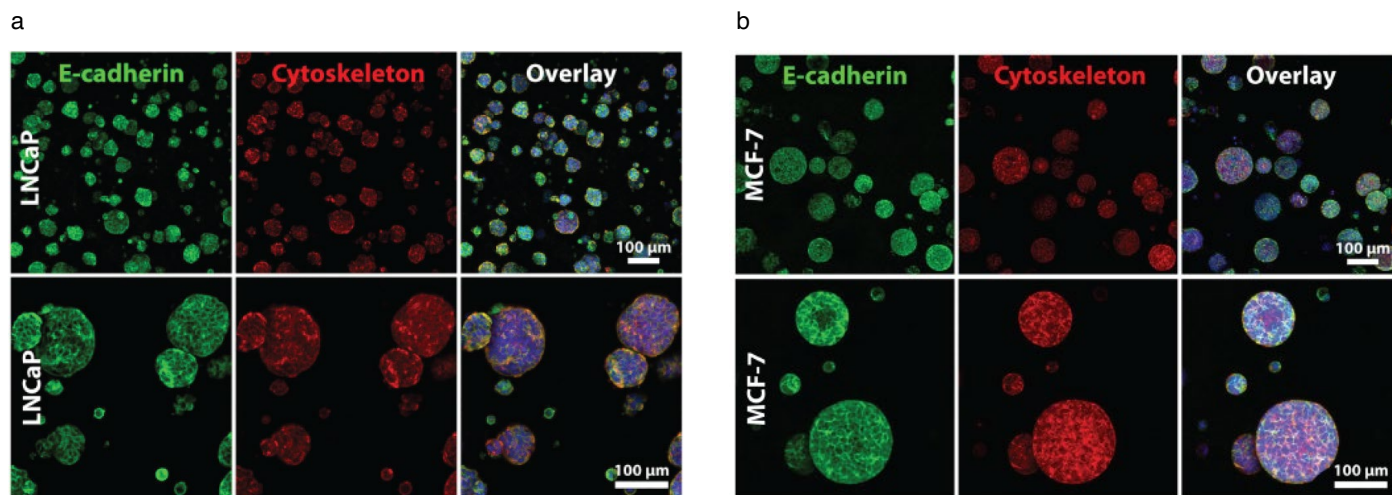 a
E-cadherin Cytoskeleton Overlay
LNCaP
100 µm
LNCaP
100 µm
b
E-cadherin Cytoskeleton Overlay
MCF-7
100 µm
MCF-7
100 µm